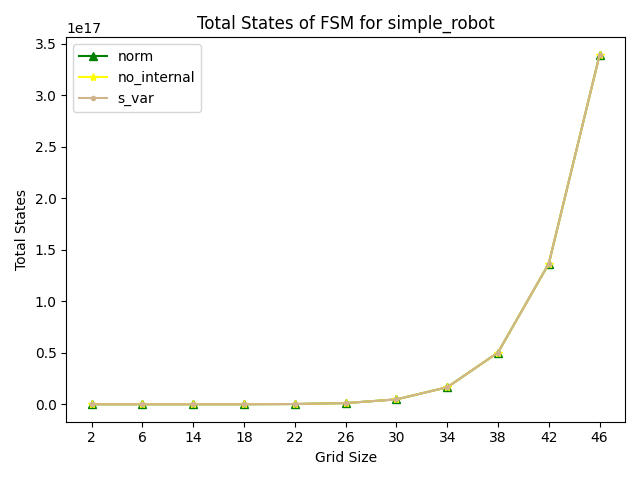 Total States of FSM for simple_robot
1e17
norm
no_internal
s_var
Total States
3.5
3.0
2.5
2.0
1.5
1.0
0.5
0.0
2 6 14 18 22 26 30 34 38 42 46
Grid Size